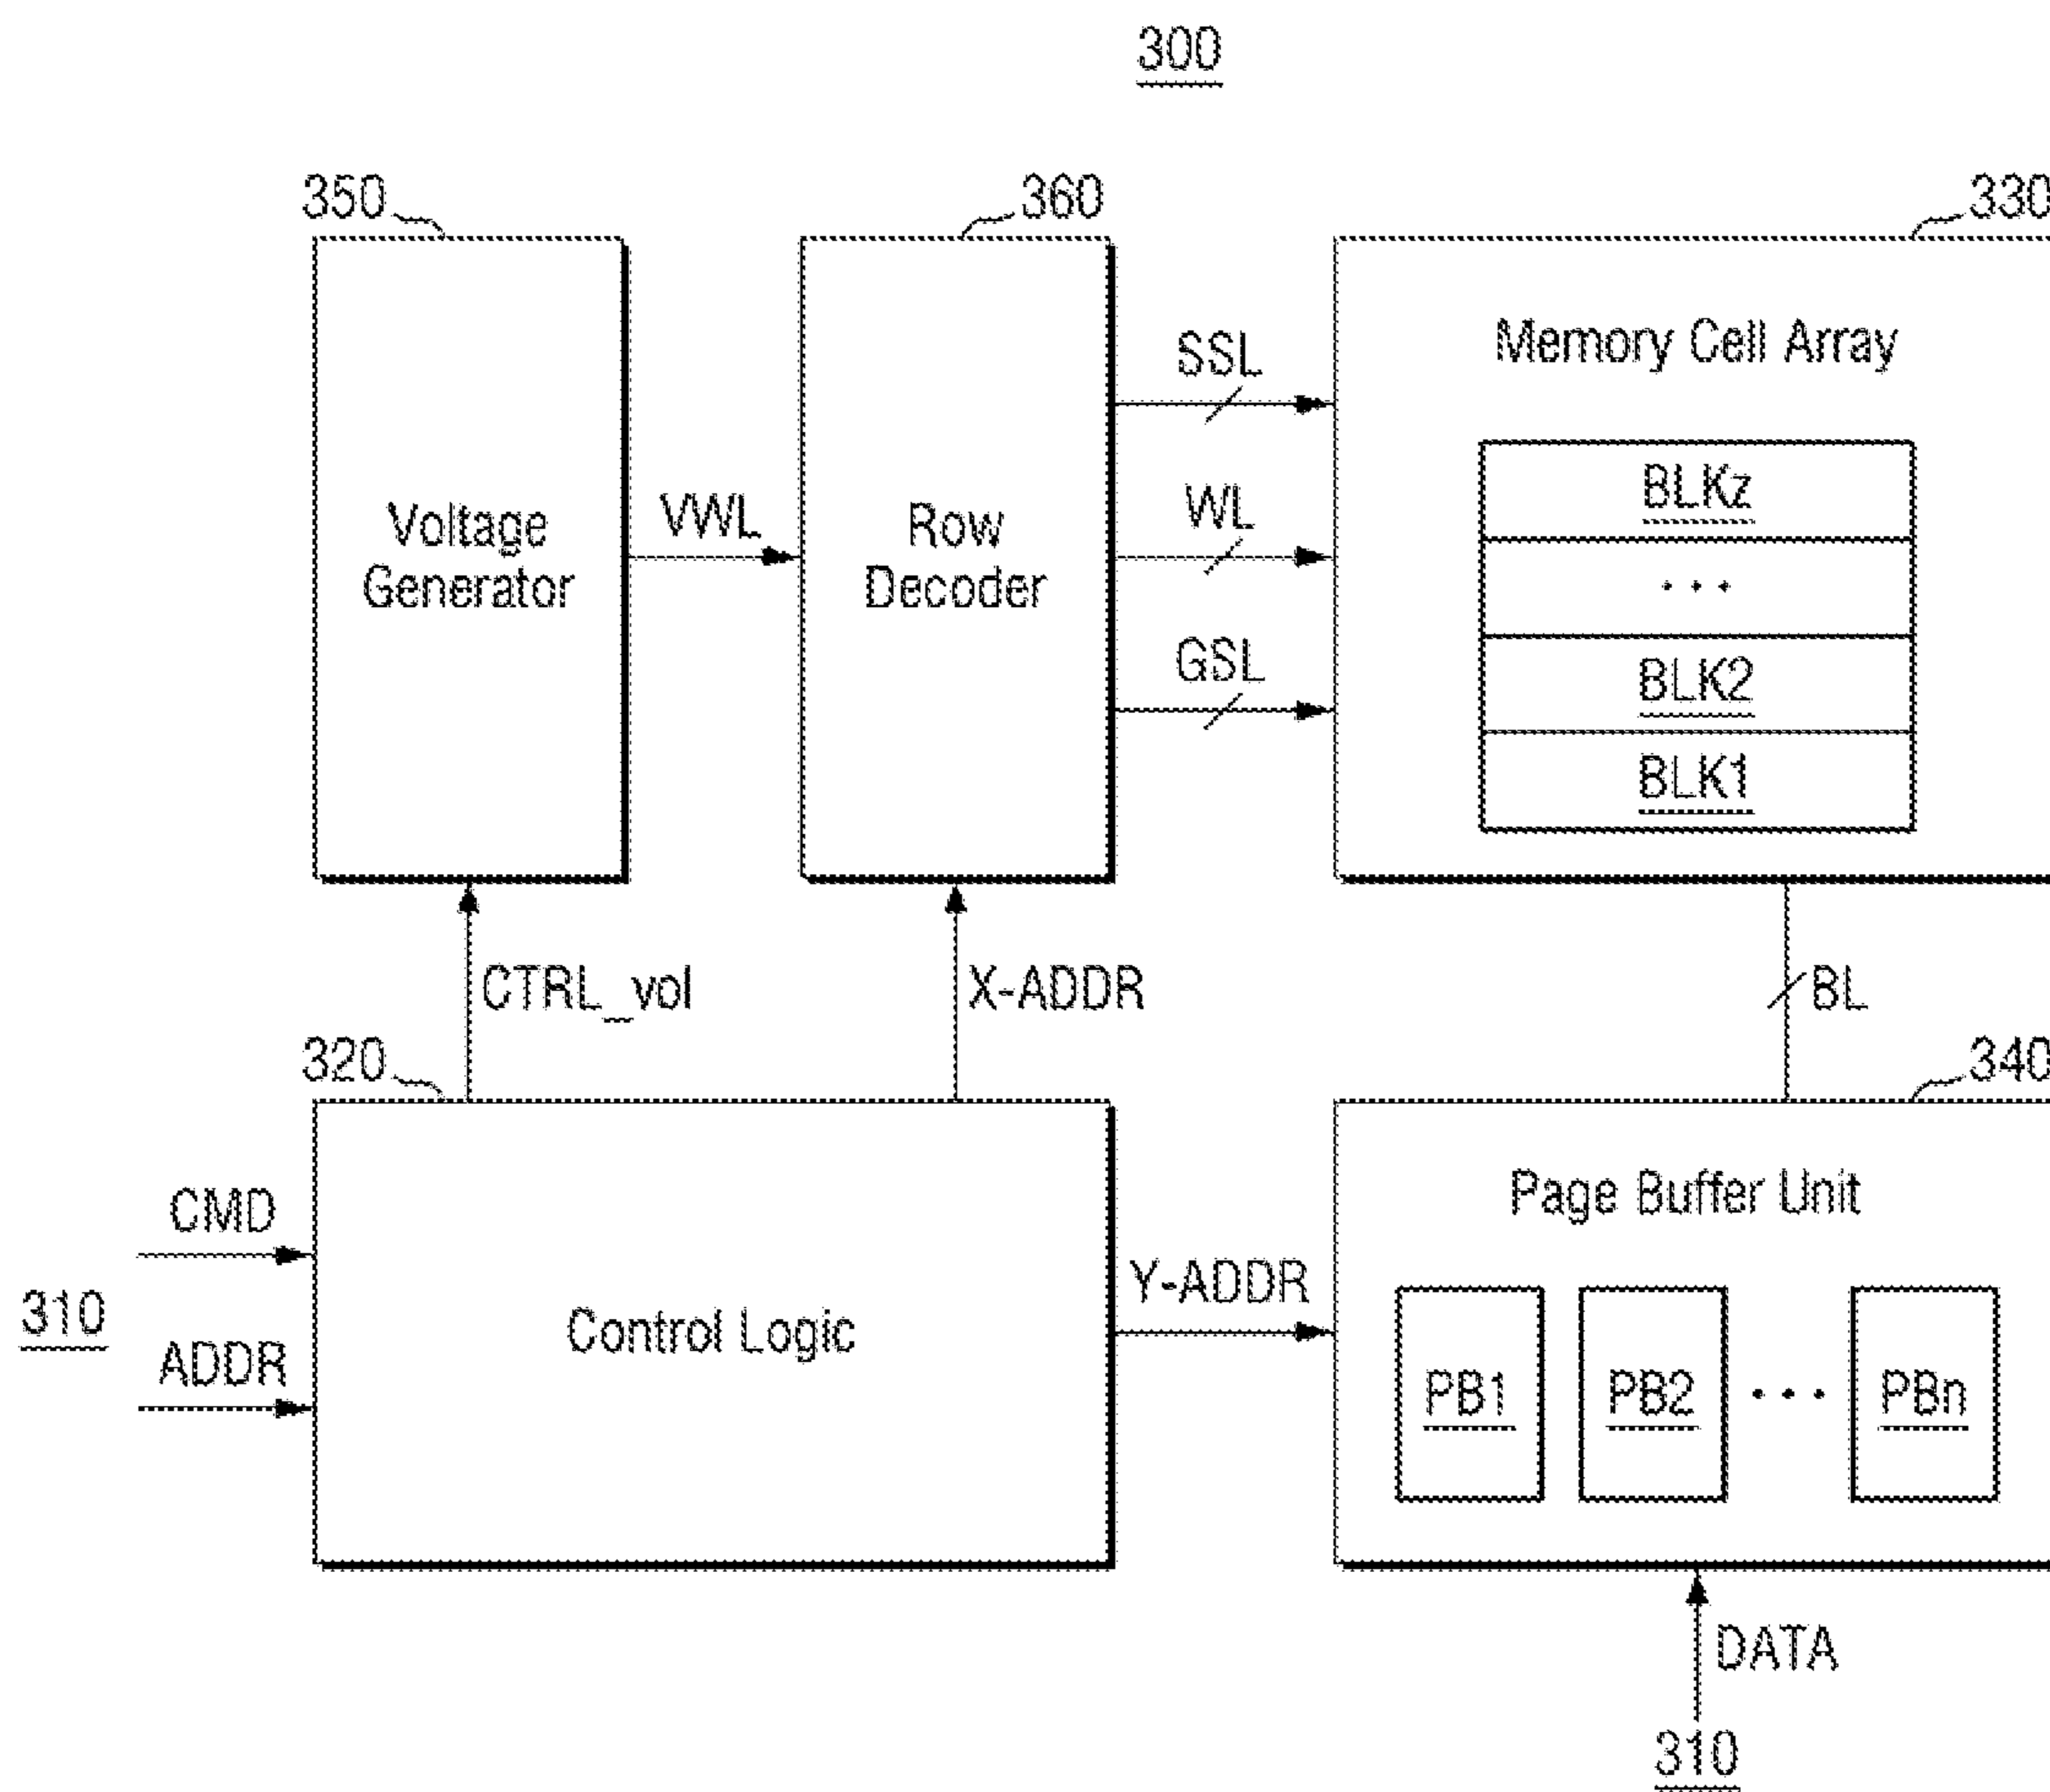 300
350
360
330
Voltage
Generator
VWL
Row
Decoder
SSL
WL
GSL
Memory Cell Array
BLKz
...
BLK2
BLK1
CTRL_vol
X-ADDR
BL
320
340
CMD
310
ADDR
Control Logic
Y-ADDR
Page Buffer Unit
PB1 PB2 ... PBn
DATA
310